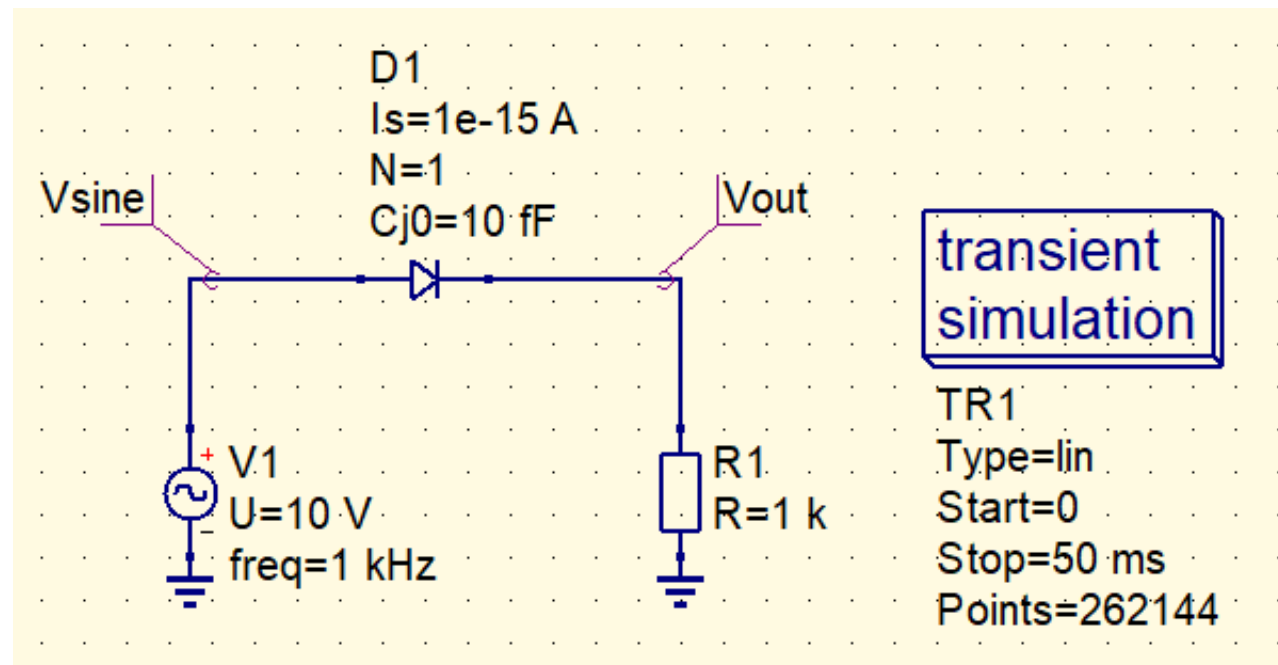 D1
Is=1e-15 A
N=1
Cj0=10 fF
Vsine
Vout
transient
simulation
TR1
Type=lin
Start=0
Stop=50 ms
Points=262144
+
V1
U=10 V
–
freq=1 kHz
R1
R=1 k